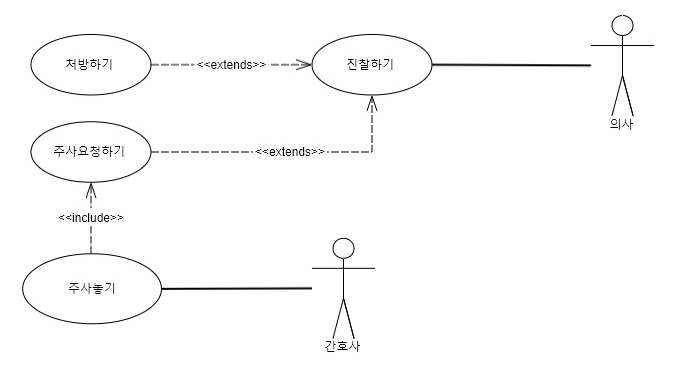 처방하기
<<extends>>
진찰하기
의사
주사요청하기
<<extends>>
<<include>>
주사놓기
간호사